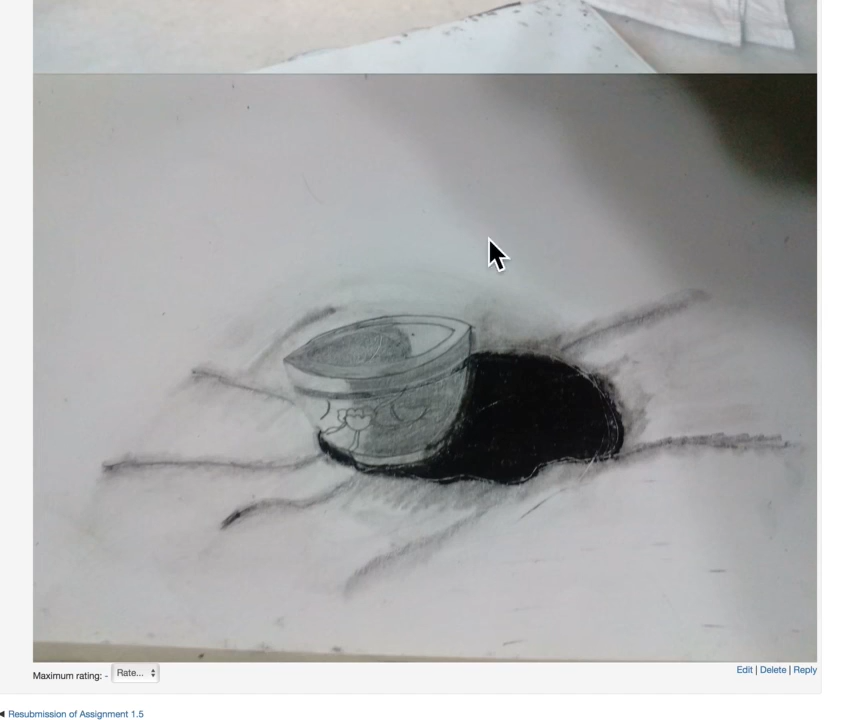 Maximum rating: - Rate...
Edit | Delete | Reply
◄ Resubmission of Assignment 1.5